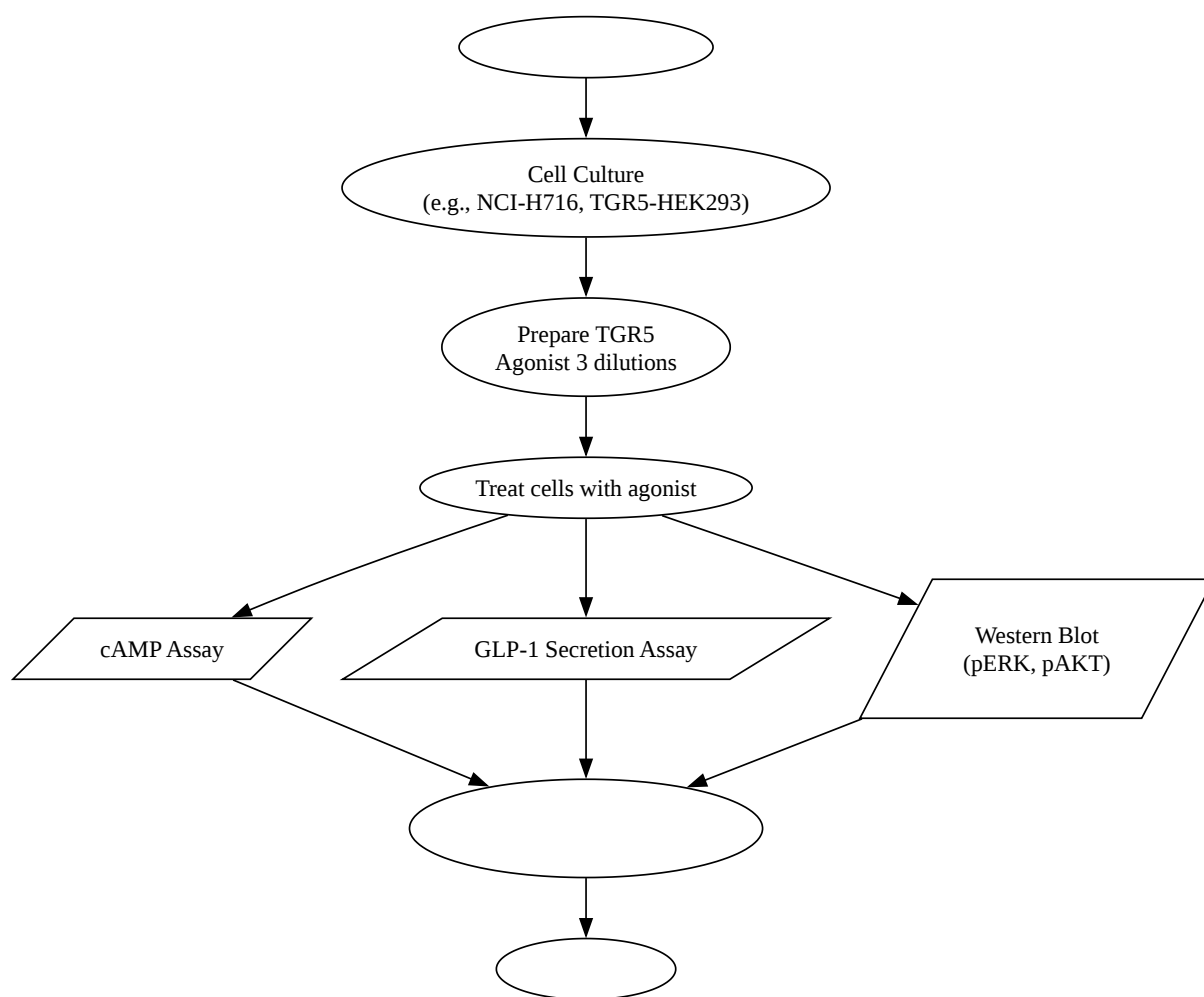 Cell Culture
(e.g., NCI-H716, TGR5-HEK293)
Prepare TGR5
Agonist 3 dilutions
Treat cells with agonist
cAMP Assay
GLP-1 Secretion Assay
Western Blot
(pERK, pAKT)